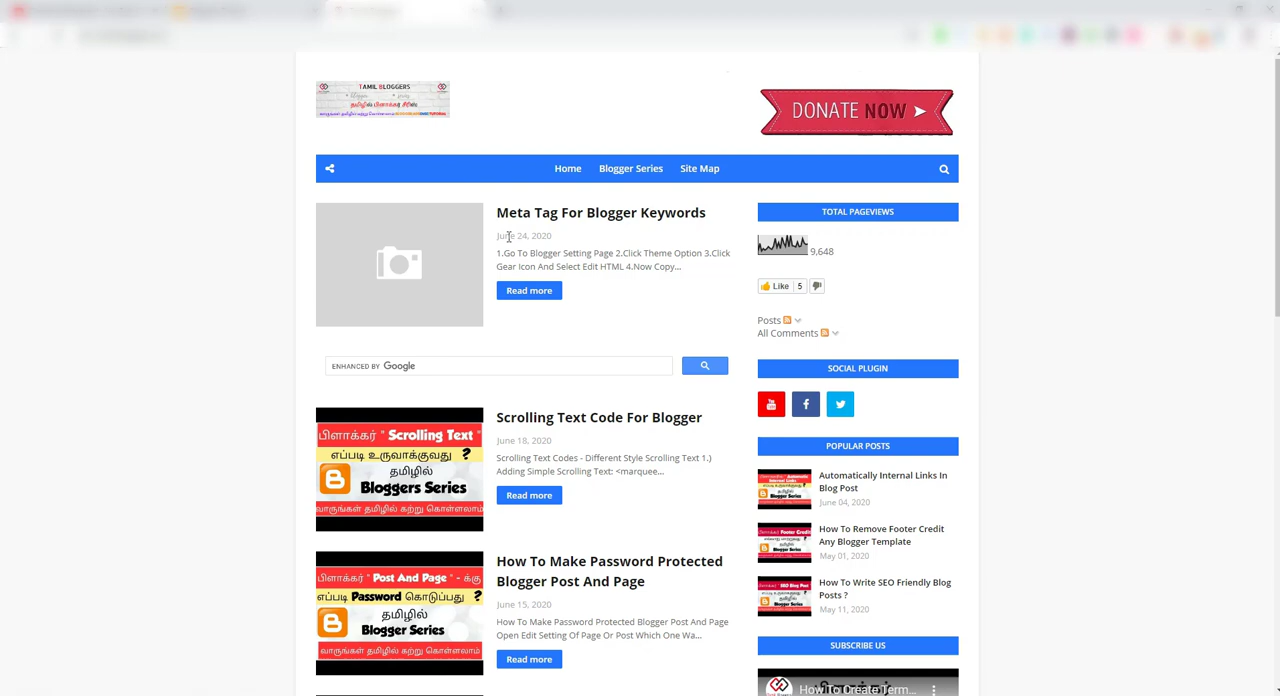 TAMIL BLOGGERS
DONATE NOW
Home
Blogger Series
Site Map
Meta Tag For Blogger Keywords
June 24, 2020
1.Go To Blogger Setting Page 2.Click Theme Option 3.Click
Gear Icon And Select Edit HTML 4.Now Copy...
Read more
ENHANCED BY Google
பிளாக்கர் " Scrolling Text "
எப்படி உருவாக்குவது ?
தமிழில்
Bloggers Series
வாருங்கள் தமிழில் கற்று கொள்ளலாம்
Scrolling Text Code For Blogger
June 18, 2020
Scrolling Text Codes - Different Style Scrolling Text 1.)
Adding Simple Scrolling Text: <marquee...
Read more
பிளாக்கர் " Post And Page " - க்கு
எப்படி Password கொடுப்பது ?
தமிழில்
Blogger Series
வாருங்கள் தமிழில் கற்று கொள்ளலாம்
How To Make Password Protected
Blogger Post And Page
June 15, 2020
How To Make Password Protected Blogger Post And Page
Open Edit Setting Of Page Or Post Which One Wa...
Read more
TOTAL PAGEVIEWS
9,648
Like 5
Posts
All Comments
SOCIAL PLUGIN
POPULAR POSTS
Automatically Internal Links In
Blog Post
June 04, 2020
How To Remove Footer Credit
Any Blogger Template
May 01, 2020
How To Write SEO Friendly Blog
Posts ?
May 11, 2020
SUBSCRIBE US
How To Create Term...